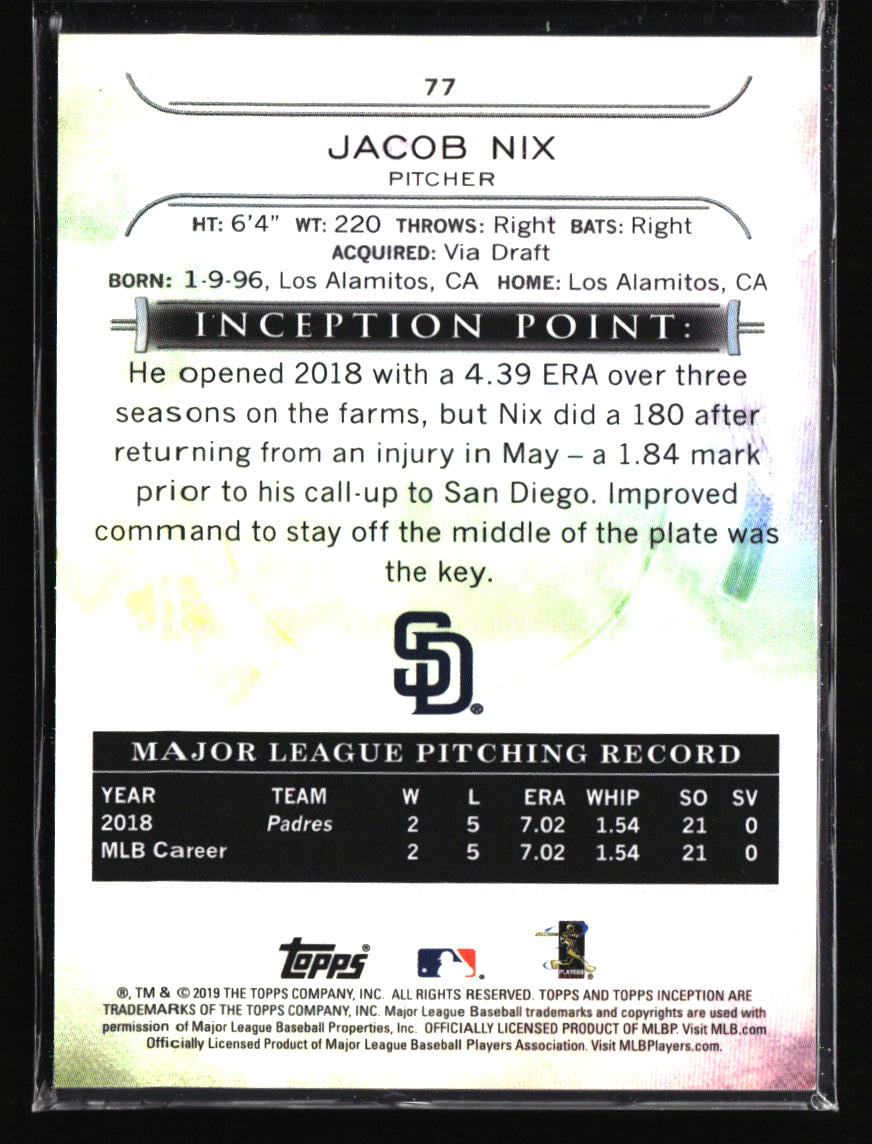 77
JACOB NIX
PITCHER
HT: 6'4" WT: 220 THROWS: Right BATS: Right
ACQUIRED: Via Draft
BORN: 1-9-96, Los Alamitos, CA HOME: Los Alamitos, CA
INCEPTION POINT:
He opened 2018 with a 4.39 ERA over three
seasons on the farms, but Nix did a 180 after
returning from an injury in May – a 1.84 mark
prior to his call-up to San Diego. Improved
command to stay off the middle of the plate was
the key.
SD®
MAJOR LEAGUE PITCHING RECORD
YEAR TEAM W L ERA WHIP SO SV
2018 Padres 2 5 7.02 1.54 21 0
MLB Career 2 5 7.02 1.54 21 0
topps® PLAYERS ®
®, TM & © 2019 THE TOPPS COMPANY, INC. ALL RIGHTS RESERVED. TOPPS AND TOPPS INCEPTION ARE
TRADEMARKS OF THE TOPPS COMPANY, INC. Major League Baseball trademarks and copyrights are used with
permission of Major League Baseball Properties, Inc. OFFICIALLY LICENSED PRODUCT OF MLBP. Visit MLB.com
Officially Licensed Product of Major League Baseball Players Association. Visit MLBPlayers.com.